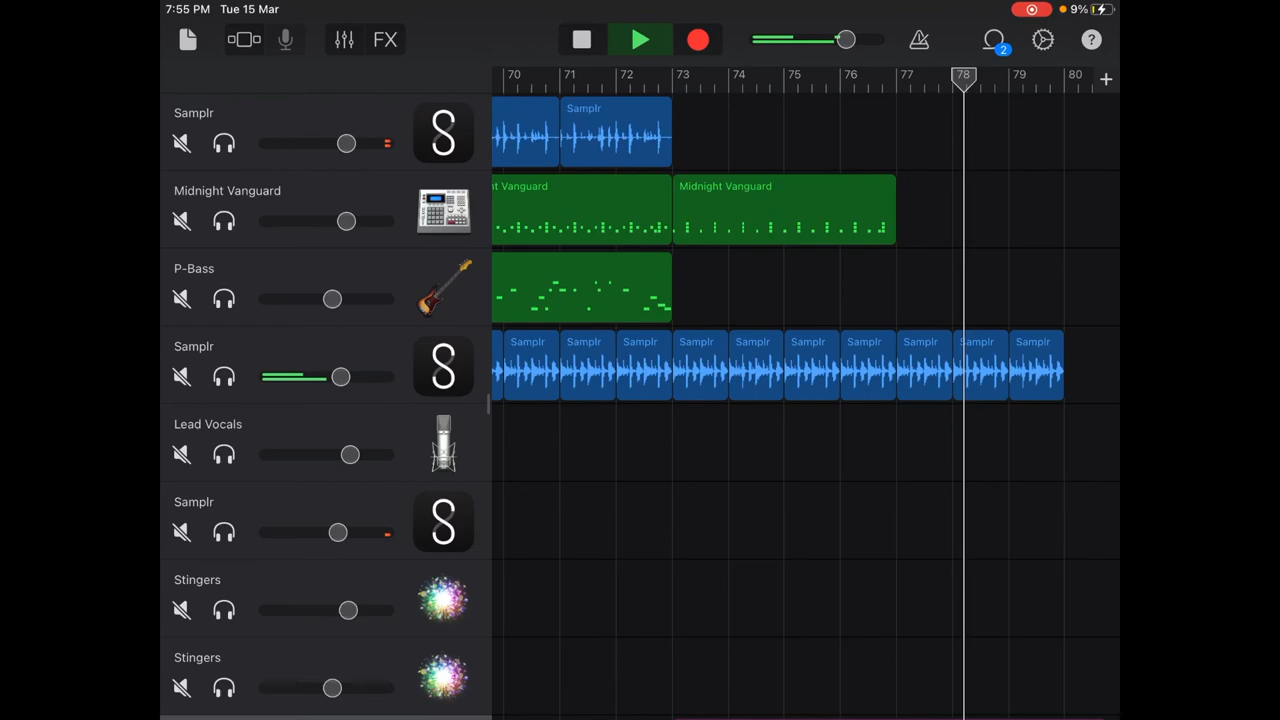 7:55 PM Tue 15 Mar
9%
FX
2
?
70 71 72 73 74 75 76 77 78 79 80 +
Samplr
Samplr
Midnight Vanguard
nt Vanguard
Midnight Vanguard
P-Bass
Samplr
Samplr Samplr Samplr Samplr Samplr Samplr Samplr Samplr Samplr Samplr
Lead Vocals
Samplr
Stingers
Stingers